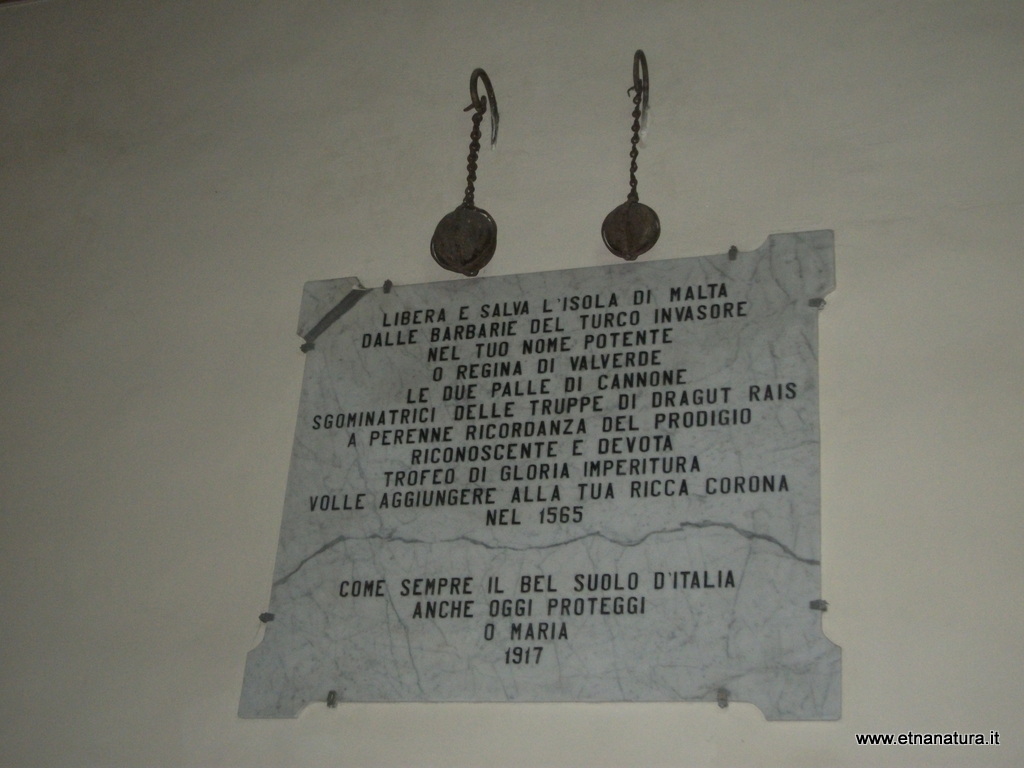 LIBERA E SALVA L'ISOLA DI MALTA
DALLE BARBARIE DEL TURCO INVASORE
NEL TUO NOME POTENTE
O REGINA DI VALVERDE
LE DUE PALLE DI CANNONE
SGOMINATRICI DELLE TRUPPE DI DRAGUT RAIS
A PERENNE RICORDANZA DEL PRODIGIO
RICONOSCENTE E DEVOTA
TROFEO DI GLORIA IMPERITURA
VOLLE AGGIUNGERE ALLA TUA RICCA CORONA
NEL 1565
COME SEMPRE IL BEL SUOLO D'ITALIA
ANCHE OGGI PROTEGGI
O MARIA
1917
www.etnanatura.it